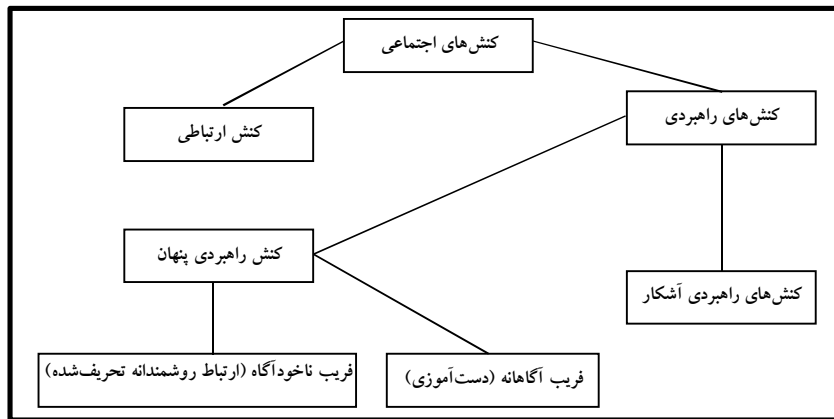 کنش‌های اجتماعی
کنش‌های راهبردی
کنش ارتباطی
کنش راهبردی پنهان
کنش‌های راهبردی آشکار
فریب آگاهانه (دست‌آموزی)
فریب ناخودآگاه (ارتباط روشمندانه تحریف‌شده)